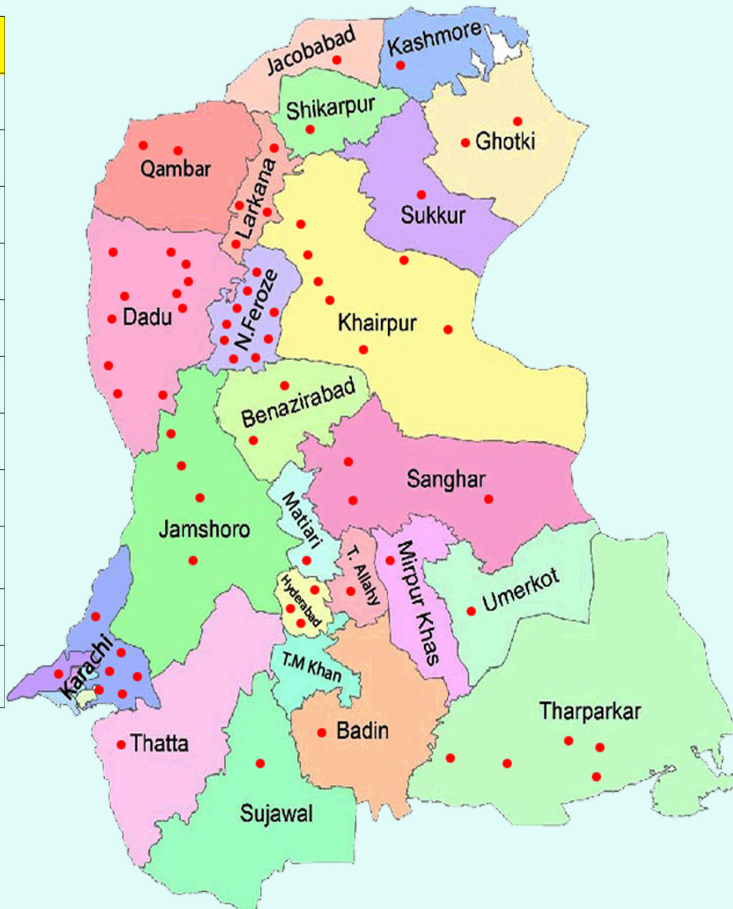 Jacobabad
Kashmore
Shikarpur
Ghotki
Qambar
Larkana
Sukkur
Dadu
N.Feroze
Khairpur
Benazirabad
Sanghar
Matiari
Jamshoro
T. Allahy
Mirpur Khas
Umerkot
Hyderabad
Karachi
T.M Khan
Tharparkar
Thatta
Badin
Sujawal